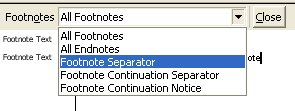 Footnotes All Footnotes Close
Footnote Text All Footnotes
All Endnotes
Footnote Text Footnote Separator ote
Footnote Continuation Separator
Footnote Continuation Notice